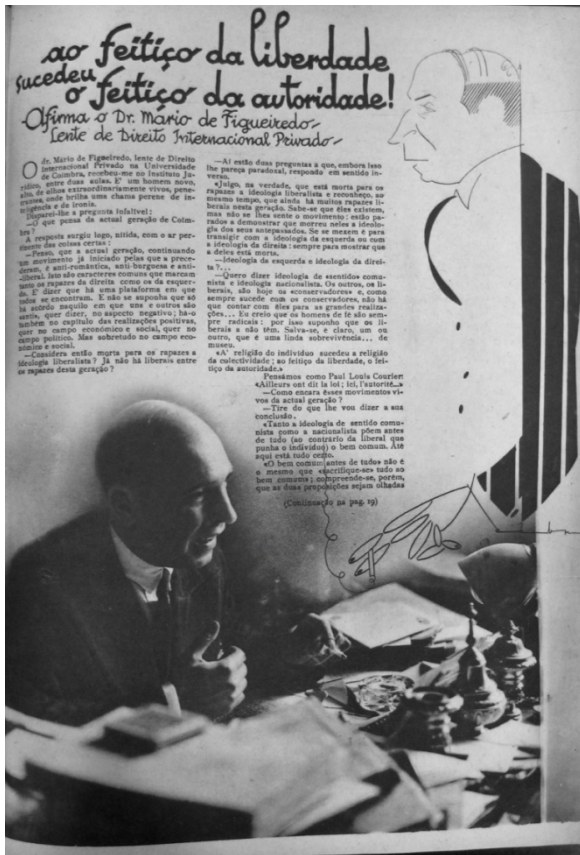 ao feitiço da liberdade
sucedeu
o feitiço da autoridade!
Afirma o Dr. Mário de Figueiredo
Lente de Direito Internacional Privado
O dr. Mário de Figueiredo, lente de Direito
Internacional Privado na Universidade
de Coimbra, recebeu-me no Instituto Ju-
rídico, entre duas aulas. E' um homem novo,
alto, de olhos extraordinàriamente vivos, pene-
trantes, onde brilha uma chama perene de in-
teligência e de ironia.
Disparei-lhe a pregunta infalível:
—O que pensa da actual geração de Coim-
bra?
A resposta surgiu logo, nítida, com o ar per-
emptório das coisas certas:
—Penso, que a actual geração, continuando
um movimento já iniciado pelas que a prece-
deram, é anti-romântica, anti-burguesa e anti-
liberal. Isto são caracteres comuns que marcam
tanto os rapazes da direita como os da esquer-
da. E' dizer que há uma plataforma em que
todos se encontram. E não se suponha que só
há acôrdo naquilo em que uns e outros são
anti, quer dizer, no aspecto negativo; há-o
também no capítulo das realizações positivas,
quer no campo económico e social, quer no
campo político. Mas sobretudo no campo eco-
nómico e social.
—Considera então morta para os rapazes a
ideologia liberalista? Já não há liberais entre
os rapazes desta geração?
—Aí estão duas preguntas a que, embora isso
lhe pareça paradoxal, respondo em sentido in-
verso.
«Julgo, na verdade, que está morta para os
rapazes a ideologia liberalista e reconheço, ao
mesmo tempo, que ainda há muitos rapazes li-
berais nesta geração. Sabe-se que êles existem,
mas não se lhes sente o movimento: estão pa-
rados a demonstrar que morreu neles a ideolo-
gia dos seus antepassados. Se se mexem é para
transigir com a ideologia da esquerda ou com
a ideologia da direita: sempre para mostrar que
a deles está morta.
—Ideologia da esquerda e ideologia da direi-
ta?...
—Quero dizer ideologia de «sentido» comu-
nista e ideologia nacionalista. Os outros, os li-
berais, são hoje os «conservadores» e, como
sempre sucede com os conservadores, não há
que contar com êles para as grandes realiza-
ções... Eu creio que os homens de fé são sem-
pre radicais: por isso suponho que os li-
berais a não têm. Salva-se, é claro, um ou
outro, que é uma linda sobrevivência... de
museu.
«A' religião do indivíduo sucedeu a religião
da colectividade; ao feitiço da liberdade, o fei-
tiço da autoridade.»
Pensámos como Paul Louis Courier:
«Ailleurs ont dit la loi; ici, l'autorité...»
—Como encara êsses movimentos vi-
vos da actual geração?
—Tire do que lhe vou dizer a sua
conclusão.
«Tanto a ideologia de sentido comu-
nista como a nacionalista põem antes
de tudo (ao contrário da liberal que
punha o indivíduo) o bem comum. Até
aqui está tudo certo.
«O bem comum antes de tudo» não é
o mesmo que «sacrifique-se» tudo ao
bem comum»; compreende-se, porém,
que as duas proposições sejam olhadas
(Continuação na pag. 19)